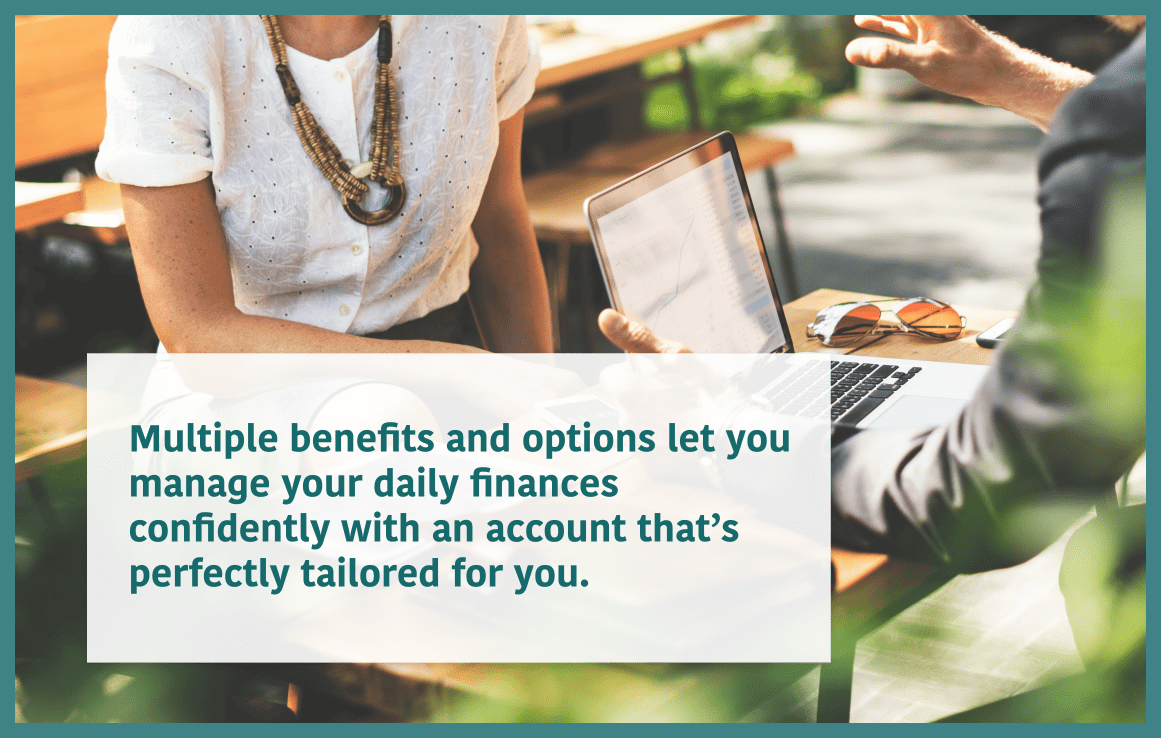 Multiple benefits and options let you
manage your daily finances
confidently with an account that’s
perfectly tailored for you.